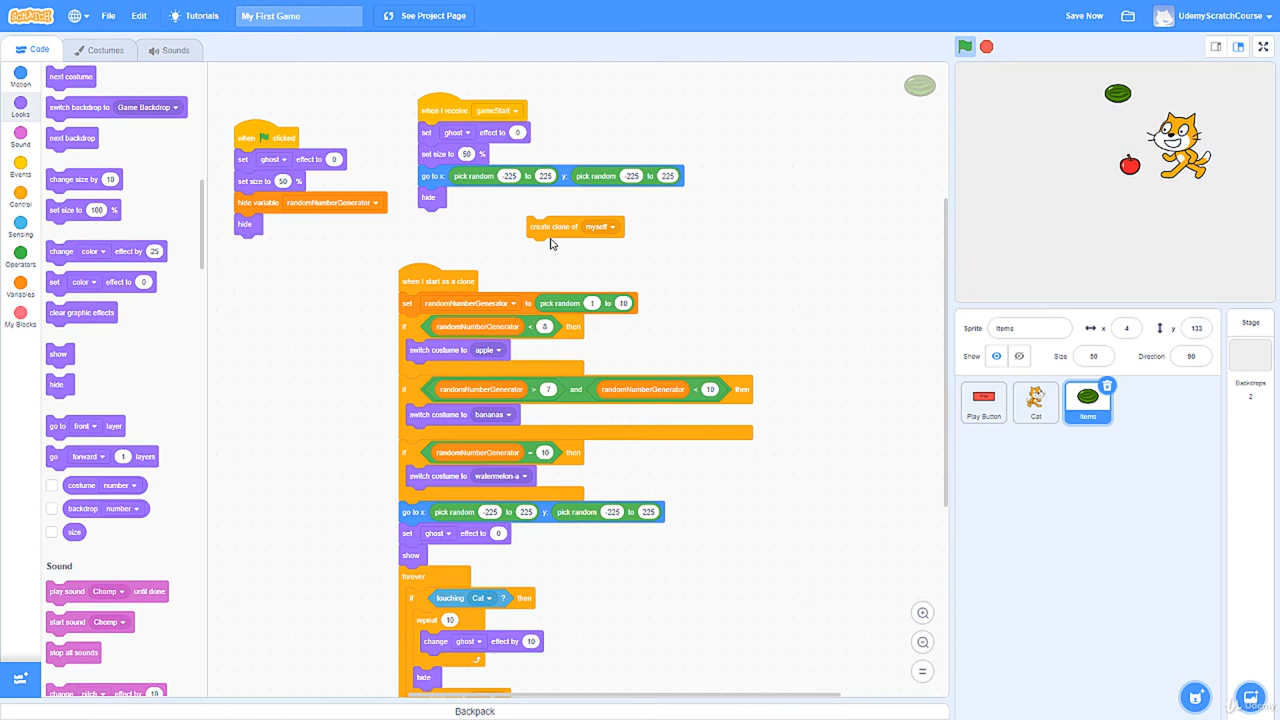 SCRATCH File Edit Tutorials My First Game See Project Page Save Now UdemyScratchCourse
Code Costumes Sounds
Motion
Looks
Sound
Events
Control
Sensing
Operators
Variables
My Blocks
next costume
switch backdrop to Game Backdrop
next backdrop
change size by 10
set size to 100 %
change color effect by 25
set color effect to 0
clear graphic effects
show
hide
go to front layer
go forward 1 layers
costume number
backdrop number
size
Sound
play sound Chomp until done
start sound Chomp
stop all sounds
change pitch effect by 10
when clicked
set ghost effect to 0
set size to 50 %
hide variable randomNumberGenerator
hide
when I receive gameStart
set ghost effect to 0
set size to 50 %
go to x: pick random -225 to 225 y: pick random -225 to 225
hide
create clone of myself
when I start as a clone
set randomNumberGenerator to pick random 1 to 10
if randomNumberGenerator < 8 then
switch costume to apple
if randomNumberGenerator > 7 and randomNumberGenerator < 10 then
switch costume to bananas
if randomNumberGenerator = 10 then
switch costume to watermelon-a
go to x: pick random -225 to 225 y: pick random -225 to 225
set ghost effect to 0
show
forever
if touching Cat ? then
repeat 10
change ghost effect by 10
hide
Sprite Items x 4 y 133
Show Size 50 Direction 90
Play Button Cat Items
Stage
Backdrops
2
Backpack
Udemy